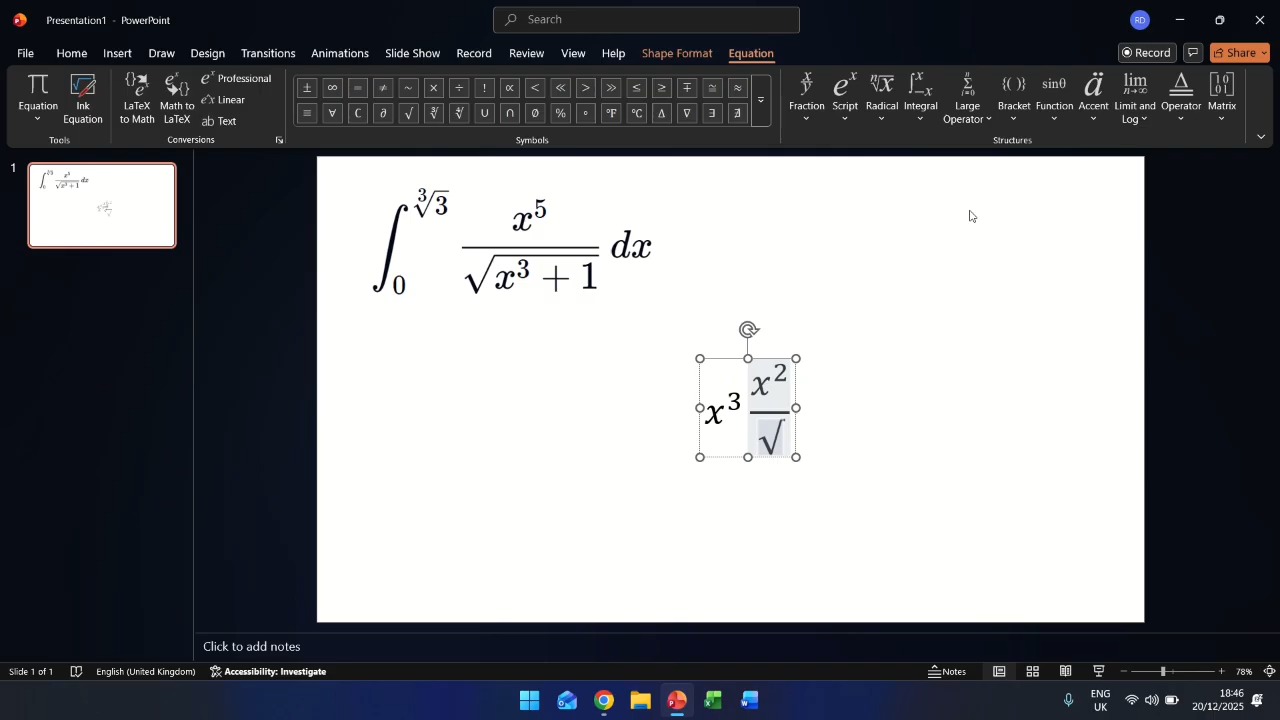 Presentation1 - PowerPoint
Search
RD
File Home Insert Draw Design Transitions Animations Slide Show Record Review View Help Shape Format Equation
Record Share
Equation
Ink Equation
LaTeX to Math
Math to LaTeX
Professional
Linear
ab Text
± ∞ = ≠ ~ × ÷ ! ∝ < ≪ > ≫ ≤ ≥ ∓ ≅ ≈
≡ ∀ ∁ ∂ √ ∛ ∜ ∪ ∩ ∅ % ° °F °C ∆ ∇ ∃ ∄
Fraction Script Radical Integral Large Operator Bracket Function Accent Limit and Log Operator Matrix
Tools Conversions Symbols Structures
1
∫₀^∛3 x⁵/√(x³ + 1) dx
x³ x²/√
Click to add notes
Slide 1 of 1 English (United Kingdom) Accessibility: Investigate Notes 78%
ENG UK 18:46 20/12/2025